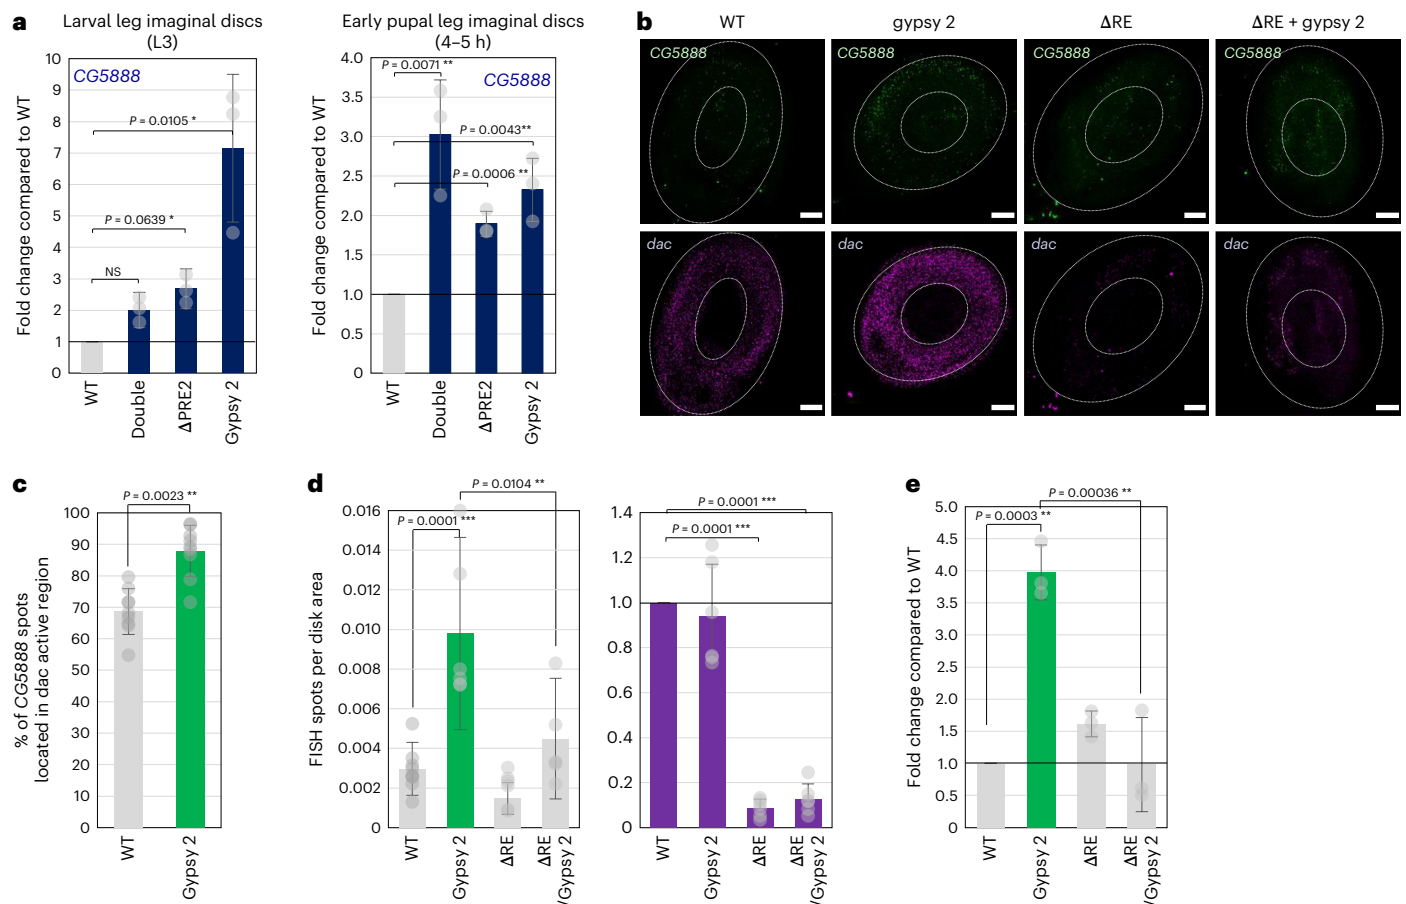 a
Larval leg imaginal discs
(L3)
Fold change compared to WT
10
9
8
7
6
5
4
3
2
1
0
CG5888
P = 0.0105 *
P = 0.0639 *
NS
WT
Double
ΔPRE2
Gypsy 2
Early pupal leg imaginal discs
(4–5 h)
Fold change compared to WT
4.0
3.5
3.0
2.5
2.0
1.5
1.0
0.5
0
P = 0.0071 **
CG5888
P = 0.0043**
P = 0.0006 **
WT
Double
ΔPRE2
Gypsy 2
b
WT
gypsy 2
ΔRE
ΔRE + gypsy 2
CG5888
CG5888
CG5888
CG5888
dac
dac
dac
dac
c
% of CG5888 spots
located in dac active region
P = 0.0023 **
100
90
80
70
60
50
40
30
20
10
0
WT
Gypsy 2
d
FISH spots per disk area
P = 0.0104 **
P = 0.0001 ***
0.016
0.014
0.012
0.010
0.008
0.006
0.004
0.002
0
WT
Gypsy 2
ΔRE
ΔRE
/Gypsy 2
P = 0.0001 ***
P = 0.0001 ***
1.4
1.2
1.0
0.8
0.6
0.4
0.2
0
WT
Gypsy 2
ΔRE
ΔRE
/Gypsy 2
e
Fold change compared to WT
P = 0.00036 **
P = 0.0003 **
5.0
4.5
4.0
3.5
3.0
2.5
2.0
1.5
1.0
0.5
0
WT
Gypsy 2
ΔRE
ΔRE
/Gypsy 2